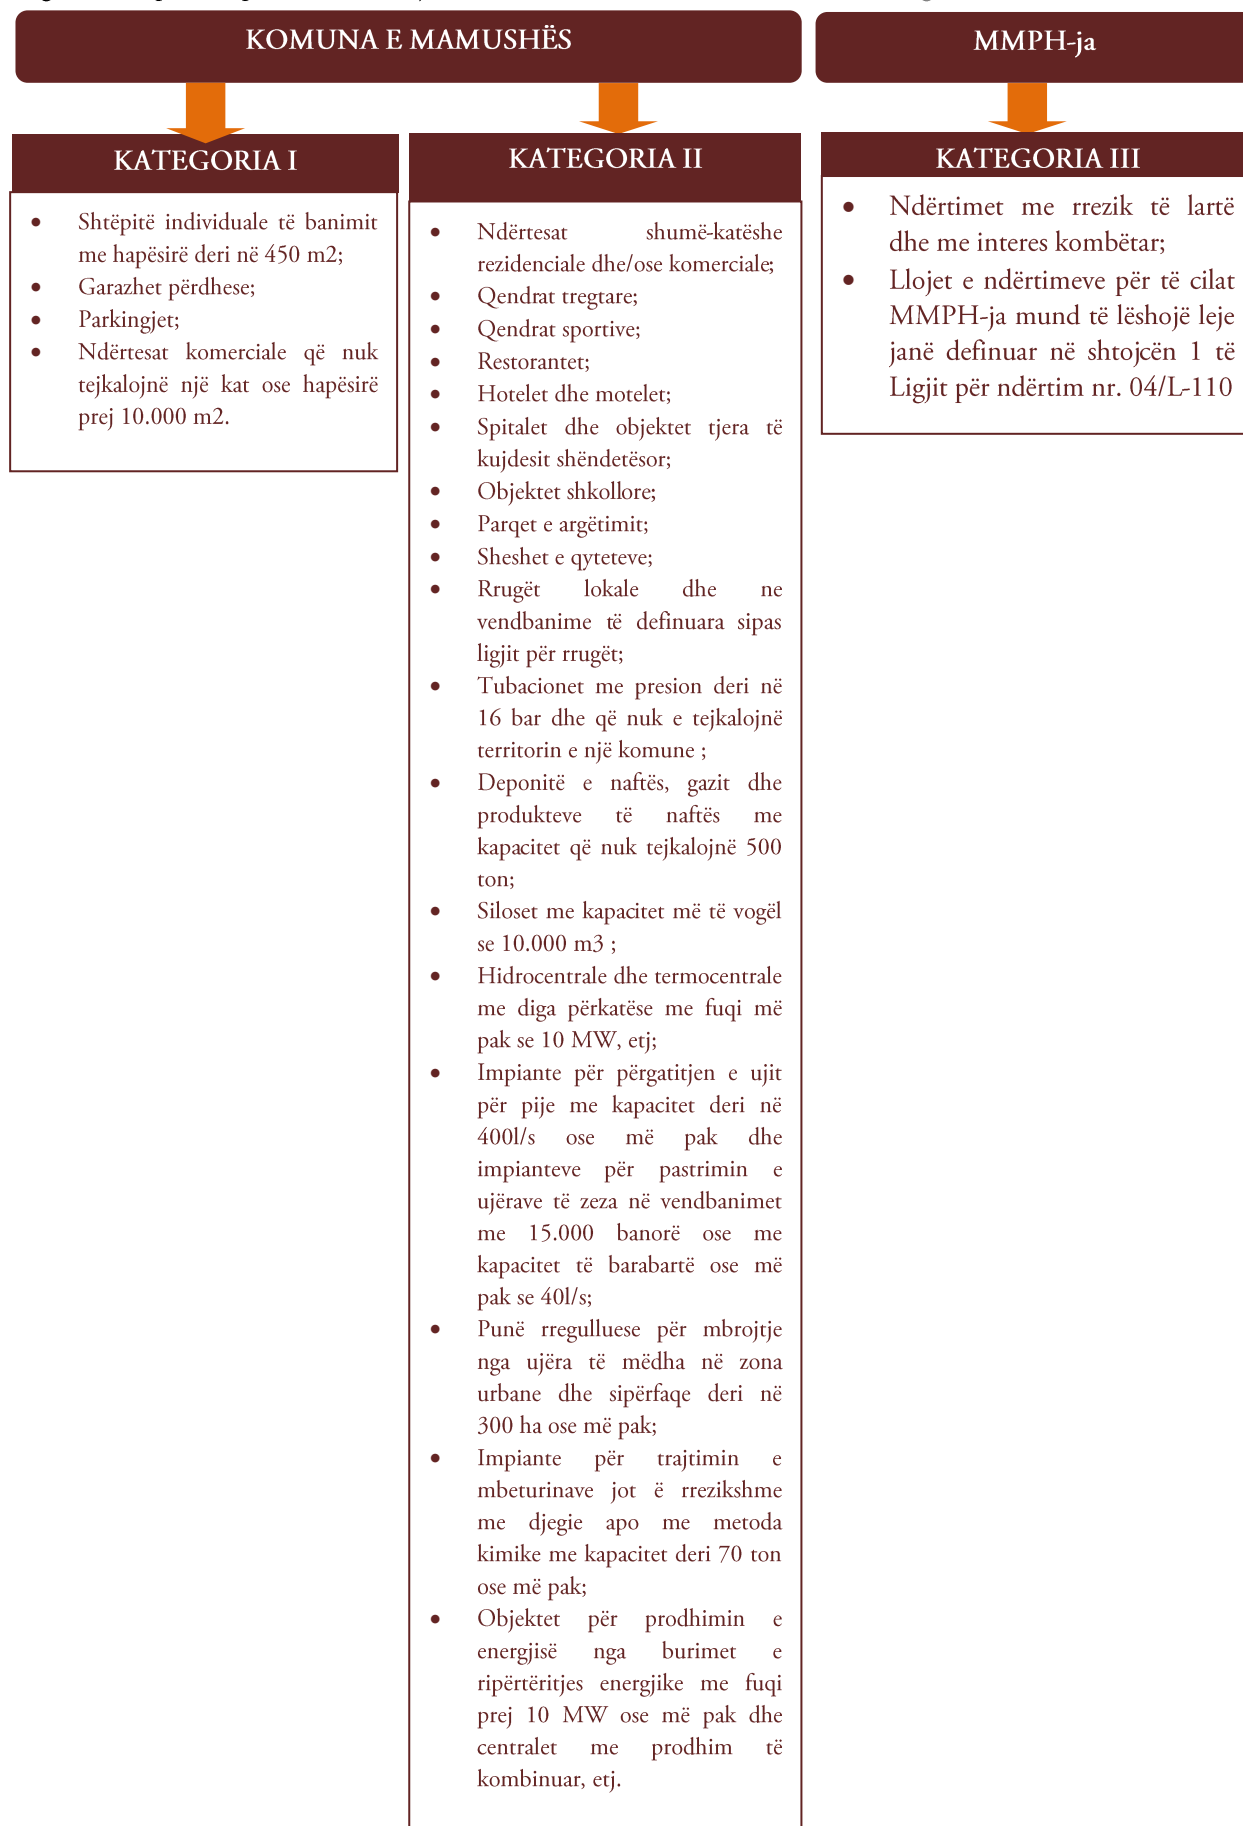 KOMUNA E MAMUSHËS
MMPH-ja
KATEGORIA I
• Shtëpitë individuale të banimit
me hapësirë deri në 450 m2;
• Garazhet përdhese;
• Parkingjet;
• Ndërtesat komerciale që nuk
tejkalojnë një kat ose hapësirë
prej 10.000 m2.
KATEGORIA II
• Ndërtesat shumë-katëshe
rezidenciale dhe/ose komerciale;
• Qendrat tregtare;
• Qendrat sportive;
• Restorantet;
• Hotelet dhe motelet;
• Spitalet dhe objektet tjera të
kujdesit shëndetësor;
• Objektet shkollore;
• Parqet e argëtimit;
• Sheshet e qyteteve;
• Rrugët lokale dhe ne
vendbanime të definuara sipas
ligjit për rrugët;
• Tubacionet me presion deri në
16 bar dhe që nuk e tejkalojnë
territorin e një komune ;
• Deponitë e naftës, gazit dhe
produkteve të naftës me
kapacitet që nuk tejkalojnë 500
ton;
• Siloset me kapacitet më të vogël
se 10.000 m3 ;
• Hidrocentrale dhe termocentrale
me diga përkatëse me fuqi më
pak se 10 MW, etj;
• Impiante për përgatitjen e ujit
për pije me kapacitet deri në
400l/s ose më pak dhe
impianteve për pastrimin e
ujërave të zeza në vendbanimet
me 15.000 banorë ose me
kapacitet të barabartë ose më
pak se 40l/s;
• Punë rregulluese për mbrojtje
nga ujëra të mëdha në zona
urbane dhe sipërfaqe deri në
300 ha ose më pak;
• Impiante për trajtimin e
mbeturinave jot ë rrezikshme
me djegie apo me metoda
kimike me kapacitet deri 70 ton
ose më pak;
• Objektet për prodhimin e
energjisë nga burimet e
ripërtëritjes energjike me fuqi
prej 10 MW ose më pak dhe
centralet me prodhim të
kombinuar, etj.
KATEGORIA III
• Ndërtimet me rrezik të lartë
dhe me interes kombëtar;
• Llojet e ndërtimeve për të cilat
MMPH-ja mund të lëshojë leje
janë definuar në shtojcën 1 të
Ligjit për ndërtim nr. 04/L-110